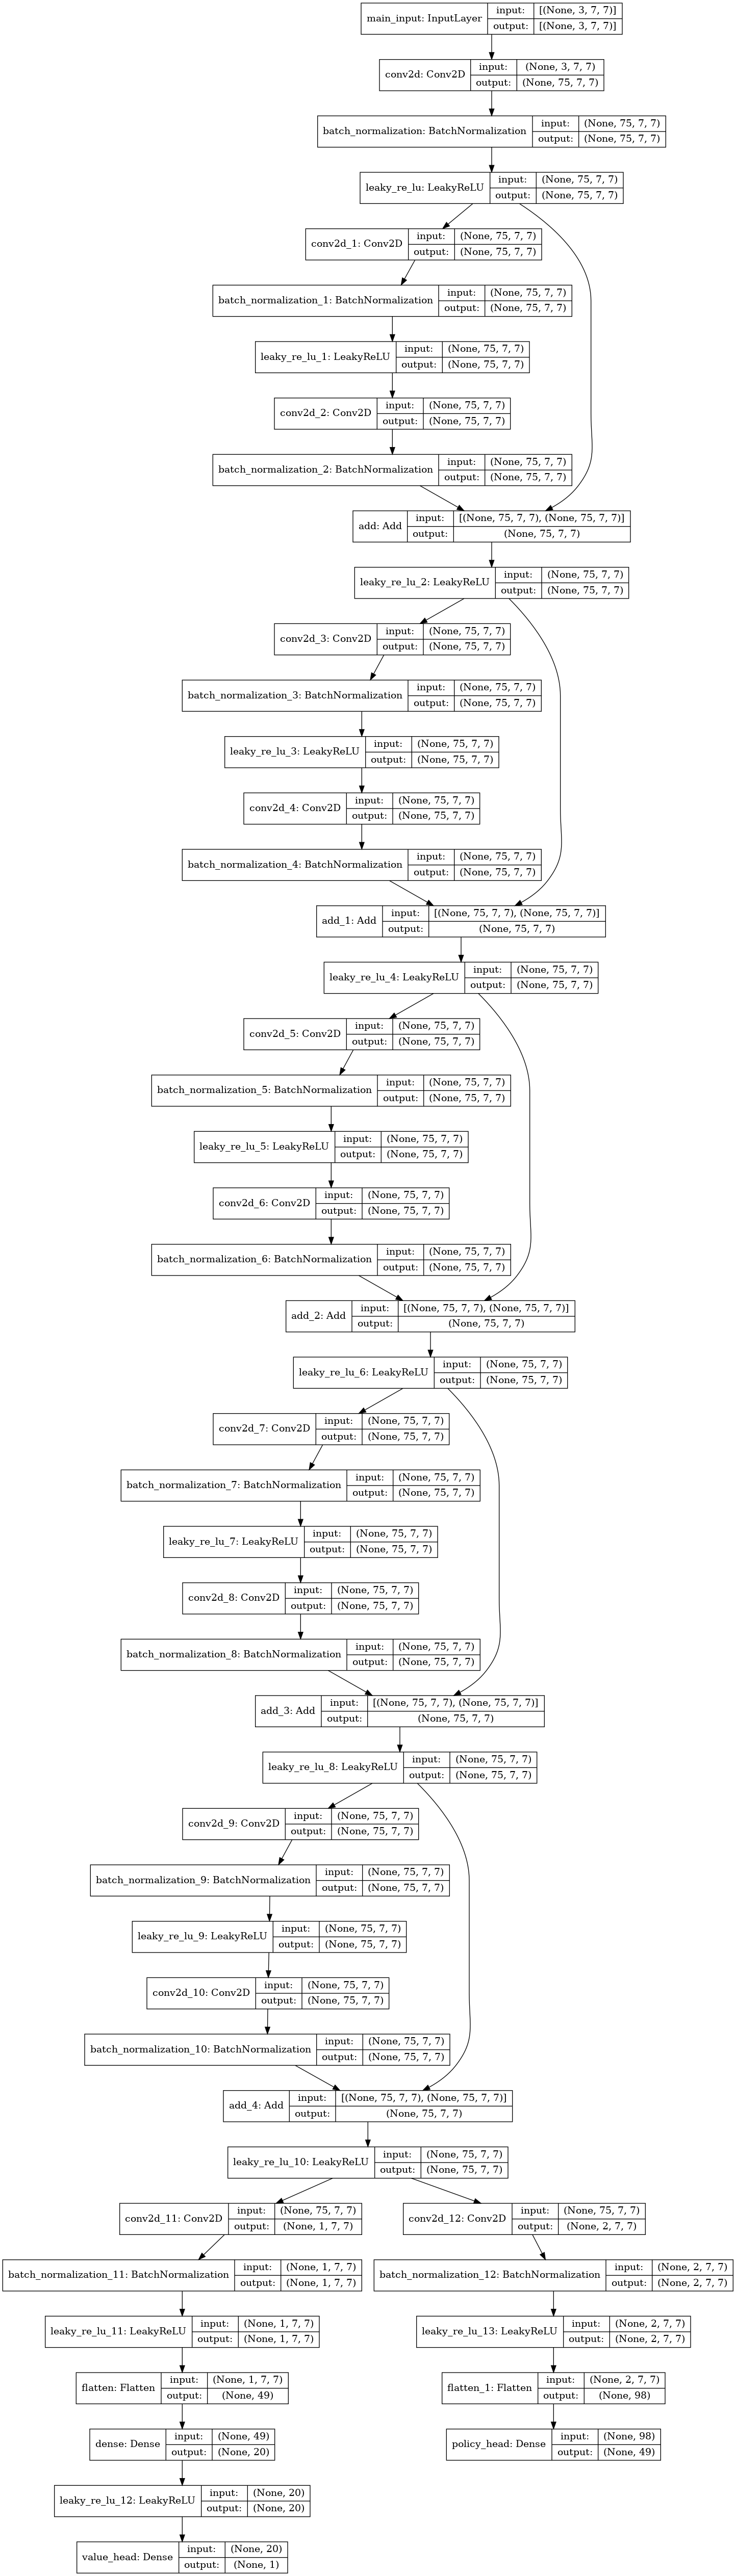 main_input: InputLayer
input: [(None, 3, 7, 7)]
output: [(None, 3, 7, 7)]
conv2d: Conv2D
input: (None, 3, 7, 7)
output: (None, 75, 7, 7)
batch_normalization: BatchNormalization
input: (None, 75, 7, 7)
output: (None, 75, 7, 7)
leaky_re_lu: LeakyReLU
input: (None, 75, 7, 7)
output: (None, 75, 7, 7)
conv2d_1: Conv2D
input: (None, 75, 7, 7)
output: (None, 75, 7, 7)
batch_normalization_1: BatchNormalization
input: (None, 75, 7, 7)
output: (None, 75, 7, 7)
leaky_re_lu_1: LeakyReLU
input: (None, 75, 7, 7)
output: (None, 75, 7, 7)
conv2d_2: Conv2D
input: (None, 75, 7, 7)
output: (None, 75, 7, 7)
batch_normalization_2: BatchNormalization
input: (None, 75, 7, 7)
output: (None, 75, 7, 7)
add: Add
input: [(None, 75, 7, 7), (None, 75, 7, 7)]
output: (None, 75, 7, 7)
leaky_re_lu_2: LeakyReLU
input: (None, 75, 7, 7)
output: (None, 75, 7, 7)
conv2d_3: Conv2D
input: (None, 75, 7, 7)
output: (None, 75, 7, 7)
batch_normalization_3: BatchNormalization
input: (None, 75, 7, 7)
output: (None, 75, 7, 7)
leaky_re_lu_3: LeakyReLU
input: (None, 75, 7, 7)
output: (None, 75, 7, 7)
conv2d_4: Conv2D
input: (None, 75, 7, 7)
output: (None, 75, 7, 7)
batch_normalization_4: BatchNormalization
input: (None, 75, 7, 7)
output: (None, 75, 7, 7)
add_1: Add
input: [(None, 75, 7, 7), (None, 75, 7, 7)]
output: (None, 75, 7, 7)
leaky_re_lu_4: LeakyReLU
input: (None, 75, 7, 7)
output: (None, 75, 7, 7)
conv2d_5: Conv2D
input: (None, 75, 7, 7)
output: (None, 75, 7, 7)
batch_normalization_5: BatchNormalization
input: (None, 75, 7, 7)
output: (None, 75, 7, 7)
leaky_re_lu_5: LeakyReLU
input: (None, 75, 7, 7)
output: (None, 75, 7, 7)
conv2d_6: Conv2D
input: (None, 75, 7, 7)
output: (None, 75, 7, 7)
batch_normalization_6: BatchNormalization
input: (None, 75, 7, 7)
output: (None, 75, 7, 7)
add_2: Add
input: [(None, 75, 7, 7), (None, 75, 7, 7)]
output: (None, 75, 7, 7)
leaky_re_lu_6: LeakyReLU
input: (None, 75, 7, 7)
output: (None, 75, 7, 7)
conv2d_7: Conv2D
input: (None, 75, 7, 7)
output: (None, 75, 7, 7)
batch_normalization_7: BatchNormalization
input: (None, 75, 7, 7)
output: (None, 75, 7, 7)
leaky_re_lu_7: LeakyReLU
input: (None, 75, 7, 7)
output: (None, 75, 7, 7)
conv2d_8: Conv2D
input: (None, 75, 7, 7)
output: (None, 75, 7, 7)
batch_normalization_8: BatchNormalization
input: (None, 75, 7, 7)
output: (None, 75, 7, 7)
add_3: Add
input: [(None, 75, 7, 7), (None, 75, 7, 7)]
output: (None, 75, 7, 7)
leaky_re_lu_8: LeakyReLU
input: (None, 75, 7, 7)
output: (None, 75, 7, 7)
conv2d_9: Conv2D
input: (None, 75, 7, 7)
output: (None, 75, 7, 7)
batch_normalization_9: BatchNormalization
input: (None, 75, 7, 7)
output: (None, 75, 7, 7)
leaky_re_lu_9: LeakyReLU
input: (None, 75, 7, 7)
output: (None, 75, 7, 7)
conv2d_10: Conv2D
input: (None, 75, 7, 7)
output: (None, 75, 7, 7)
batch_normalization_10: BatchNormalization
input: (None, 75, 7, 7)
output: (None, 75, 7, 7)
add_4: Add
input: [(None, 75, 7, 7), (None, 75, 7, 7)]
output: (None, 75, 7, 7)
leaky_re_lu_10: LeakyReLU
input: (None, 75, 7, 7)
output: (None, 75, 7, 7)
conv2d_11: Conv2D
input: (None, 75, 7, 7)
output: (None, 1, 7, 7)
conv2d_12: Conv2D
input: (None, 75, 7, 7)
output: (None, 2, 7, 7)
batch_normalization_11: BatchNormalization
input: (None, 1, 7, 7)
output: (None, 1, 7, 7)
batch_normalization_12: BatchNormalization
input: (None, 2, 7, 7)
output: (None, 2, 7, 7)
leaky_re_lu_11: LeakyReLU
input: (None, 1, 7, 7)
output: (None, 1, 7, 7)
leaky_re_lu_13: LeakyReLU
input: (None, 2, 7, 7)
output: (None, 2, 7, 7)
flatten: Flatten
input: (None, 1, 7, 7)
output: (None, 49)
flatten_1: Flatten
input: (None, 2, 7, 7)
output: (None, 98)
dense: Dense
input: (None, 49)
output: (None, 20)
policy_head: Dense
input: (None, 98)
output: (None, 49)
leaky_re_lu_12: LeakyReLU
input: (None, 20)
output: (None, 20)
value_head: Dense
input: (None, 20)
output: (None, 1)